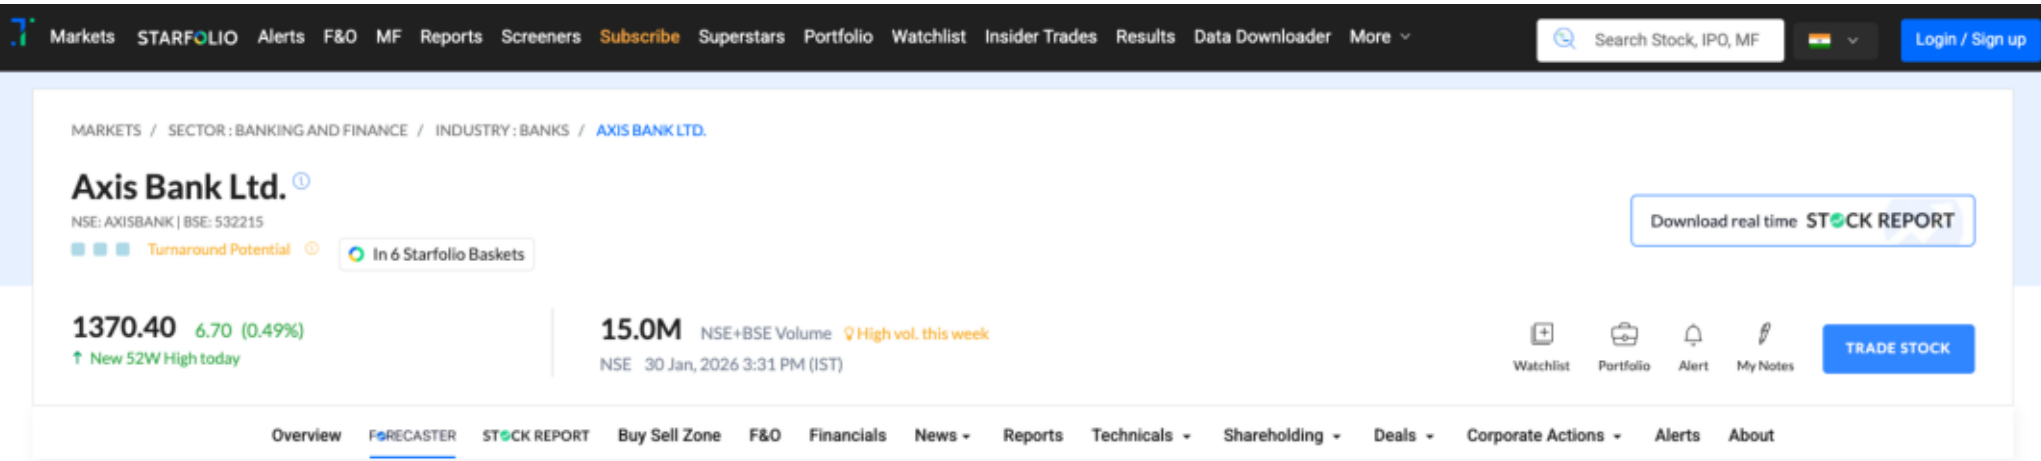 Markets STARFOLIO Alerts F&O MF Reports Screeners Subscribe Superstars Portfolio Watchlist Insider Trades Results Data Downloader More Search Stock, IPO, MF Login / Sign up
MARKETS / SECTOR : BANKING AND FINANCE / INDUSTRY : BANKS / AXIS BANK LTD.
Axis Bank Ltd.
NSE: AXISBANK | BSE: 532215
Turnaround Potential In 6 Starfolio Baskets
Download real time STOCK REPORT
1370.40 6.70 (0.49%)
↑ New 52W High today
15.0M NSE+BSE Volume High vol. this week
NSE 30 Jan, 2026 3:31 PM (IST)
Watchlist Portfolio Alert My Notes TRADE STOCK
Overview FORECASTER STOCK REPORT Buy Sell Zone F&O Financials News Reports Technicals Shareholding Deals Corporate Actions Alerts About